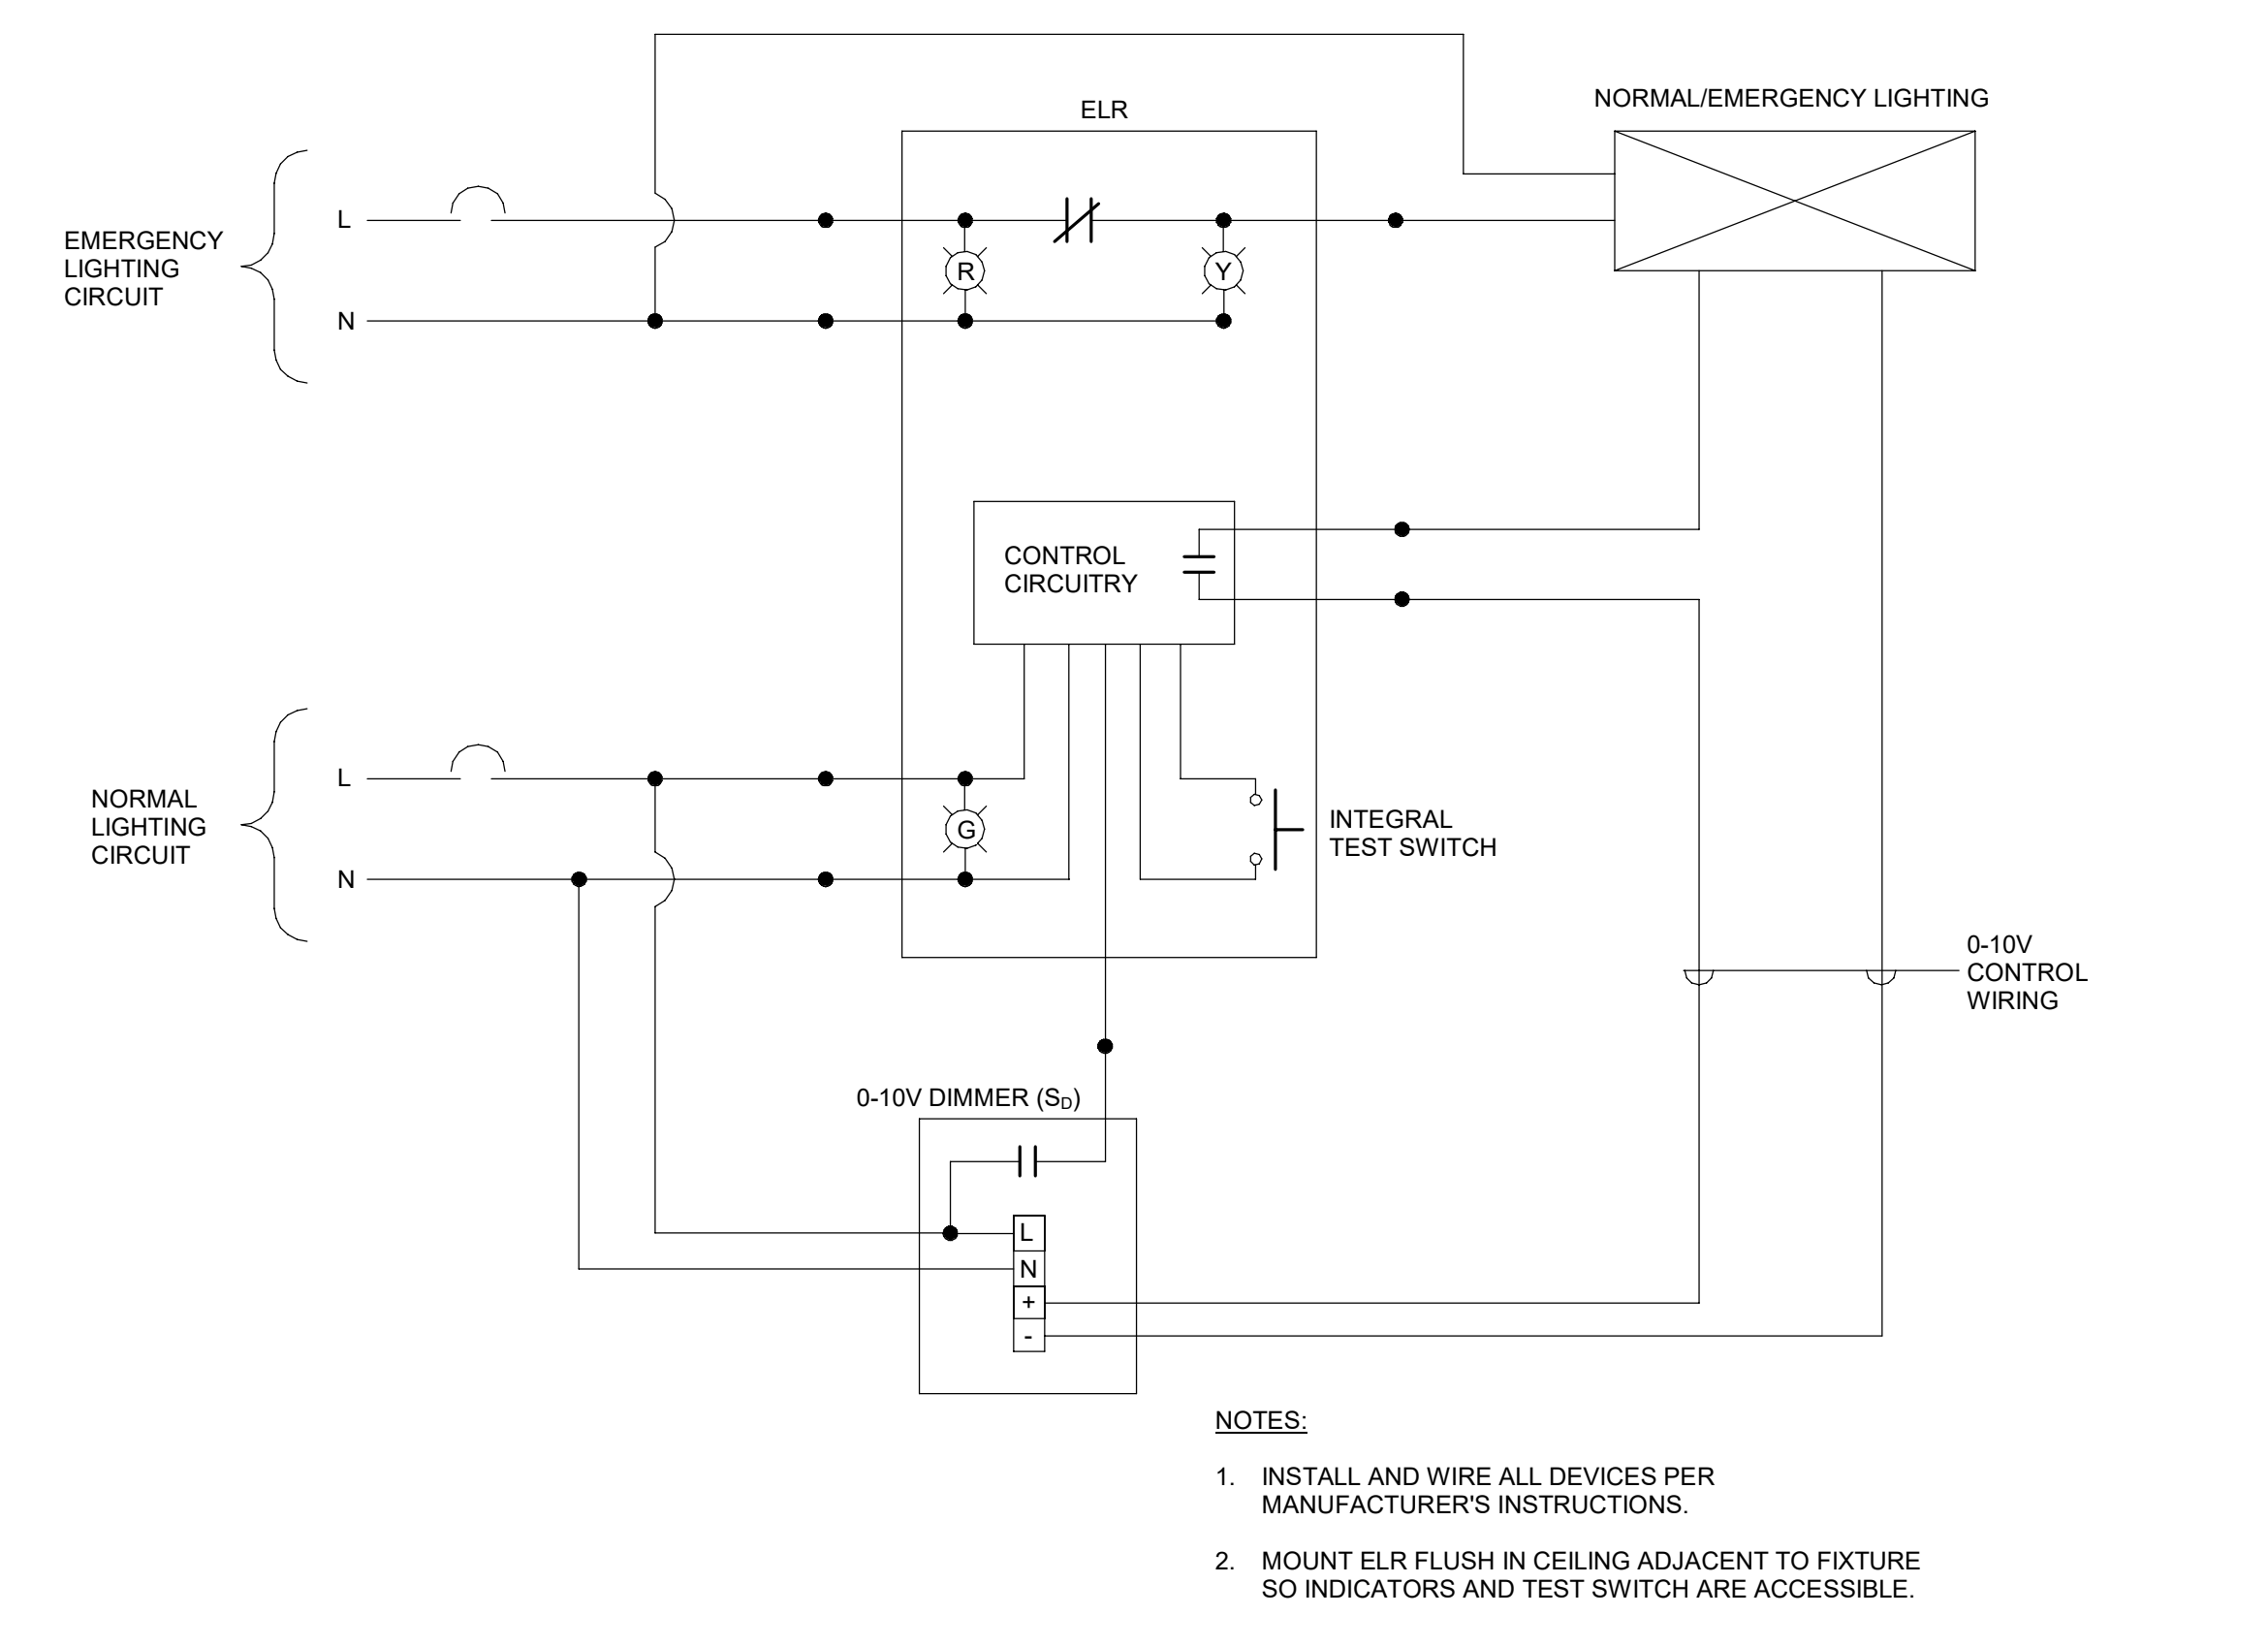 ELR
NORMAL/EMERGENCY LIGHTING
EMERGENCY
LIGHTING
CIRCUIT
L
N
R
Y
CONTROL
CIRCUITRY
NORMAL
LIGHTING
CIRCUIT
L
N
G
INTEGRAL
TEST SWITCH
0-10V
CONTROL
WIRING
0-10V DIMMER (SD)
L
N
+
-
NOTES:
1. INSTALL AND WIRE ALL DEVICES PER
MANUFACTURER'S INSTRUCTIONS.
2. MOUNT ELR FLUSH IN CEILING ADJACENT TO FIXTURE
SO INDICATORS AND TEST SWITCH ARE ACCESSIBLE.